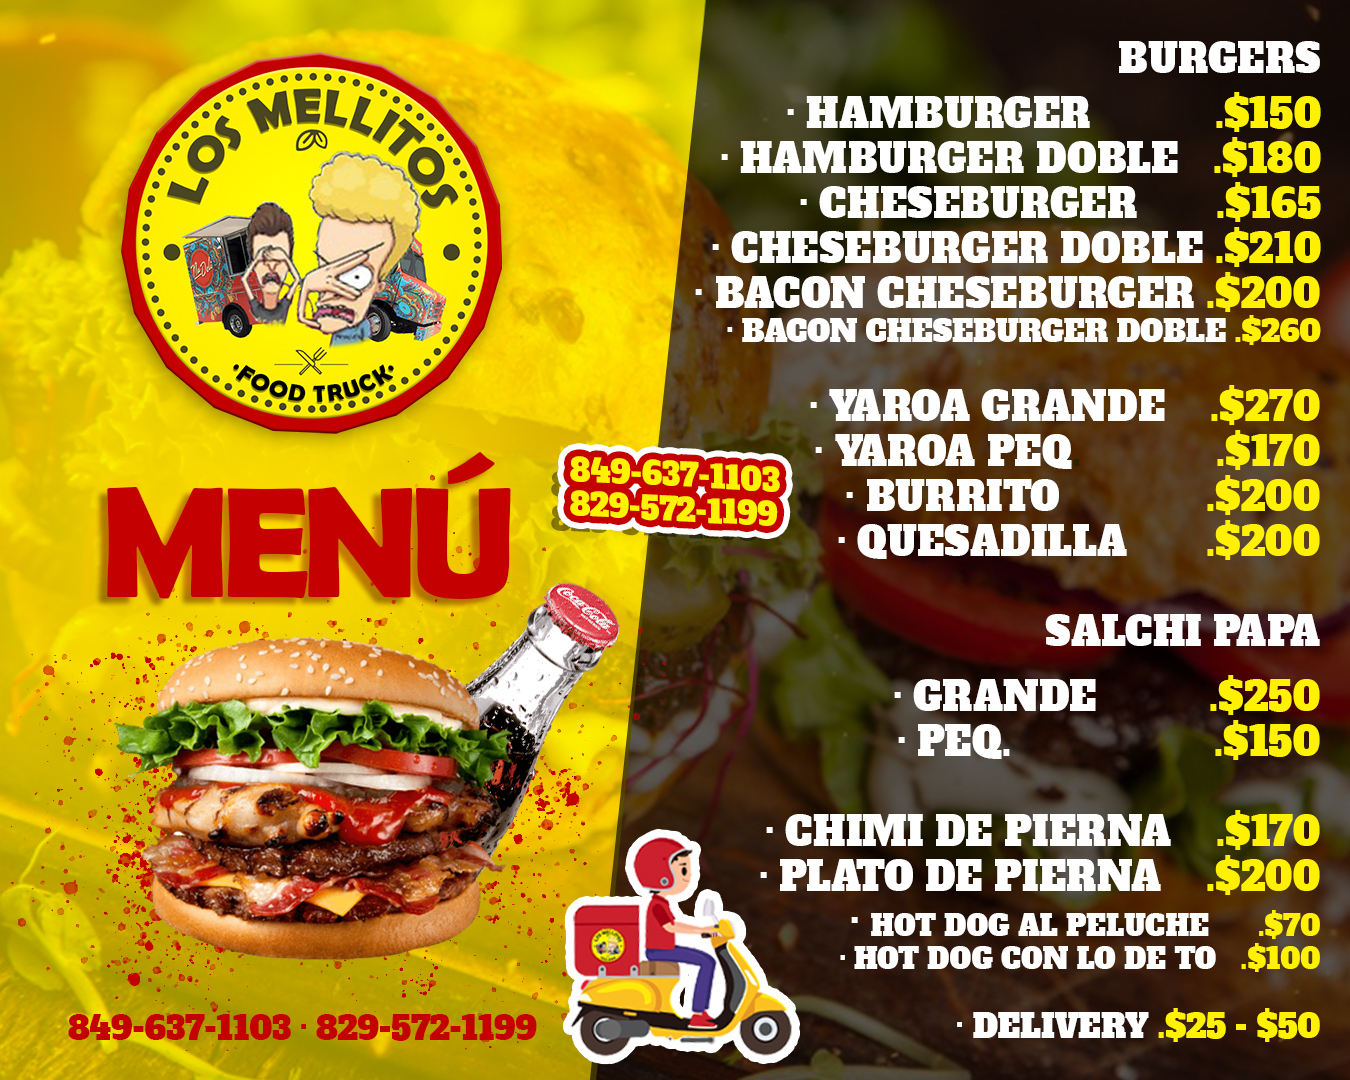 LOS MELLITOS
·FOOD TRUCK·
MENÚ
849-637-1103
829-572-1199
Coca-Cola
849-637-1103 · 829-572-1199
BURGERS
· HAMBURGER .$150
· HAMBURGER DOBLE .$180
· CHESEBURGER .$165
· CHESEBURGER DOBLE .$210
· BACON CHESEBURGER .$200
· BACON CHESEBURGER DOBLE .$260
· YAROA GRANDE .$270
· YAROA PEQ .$170
· BURRITO .$200
· QUESADILLA .$200
SALCHI PAPA
· GRANDE .$250
· PEQ. .$150
· CHIMI DE PIERNA .$170
· PLATO DE PIERNA .$200
· HOT DOG AL PELUCHE .$70
· HOT DOG CON LO DE TO .$100
· DELIVERY .$25 - $50